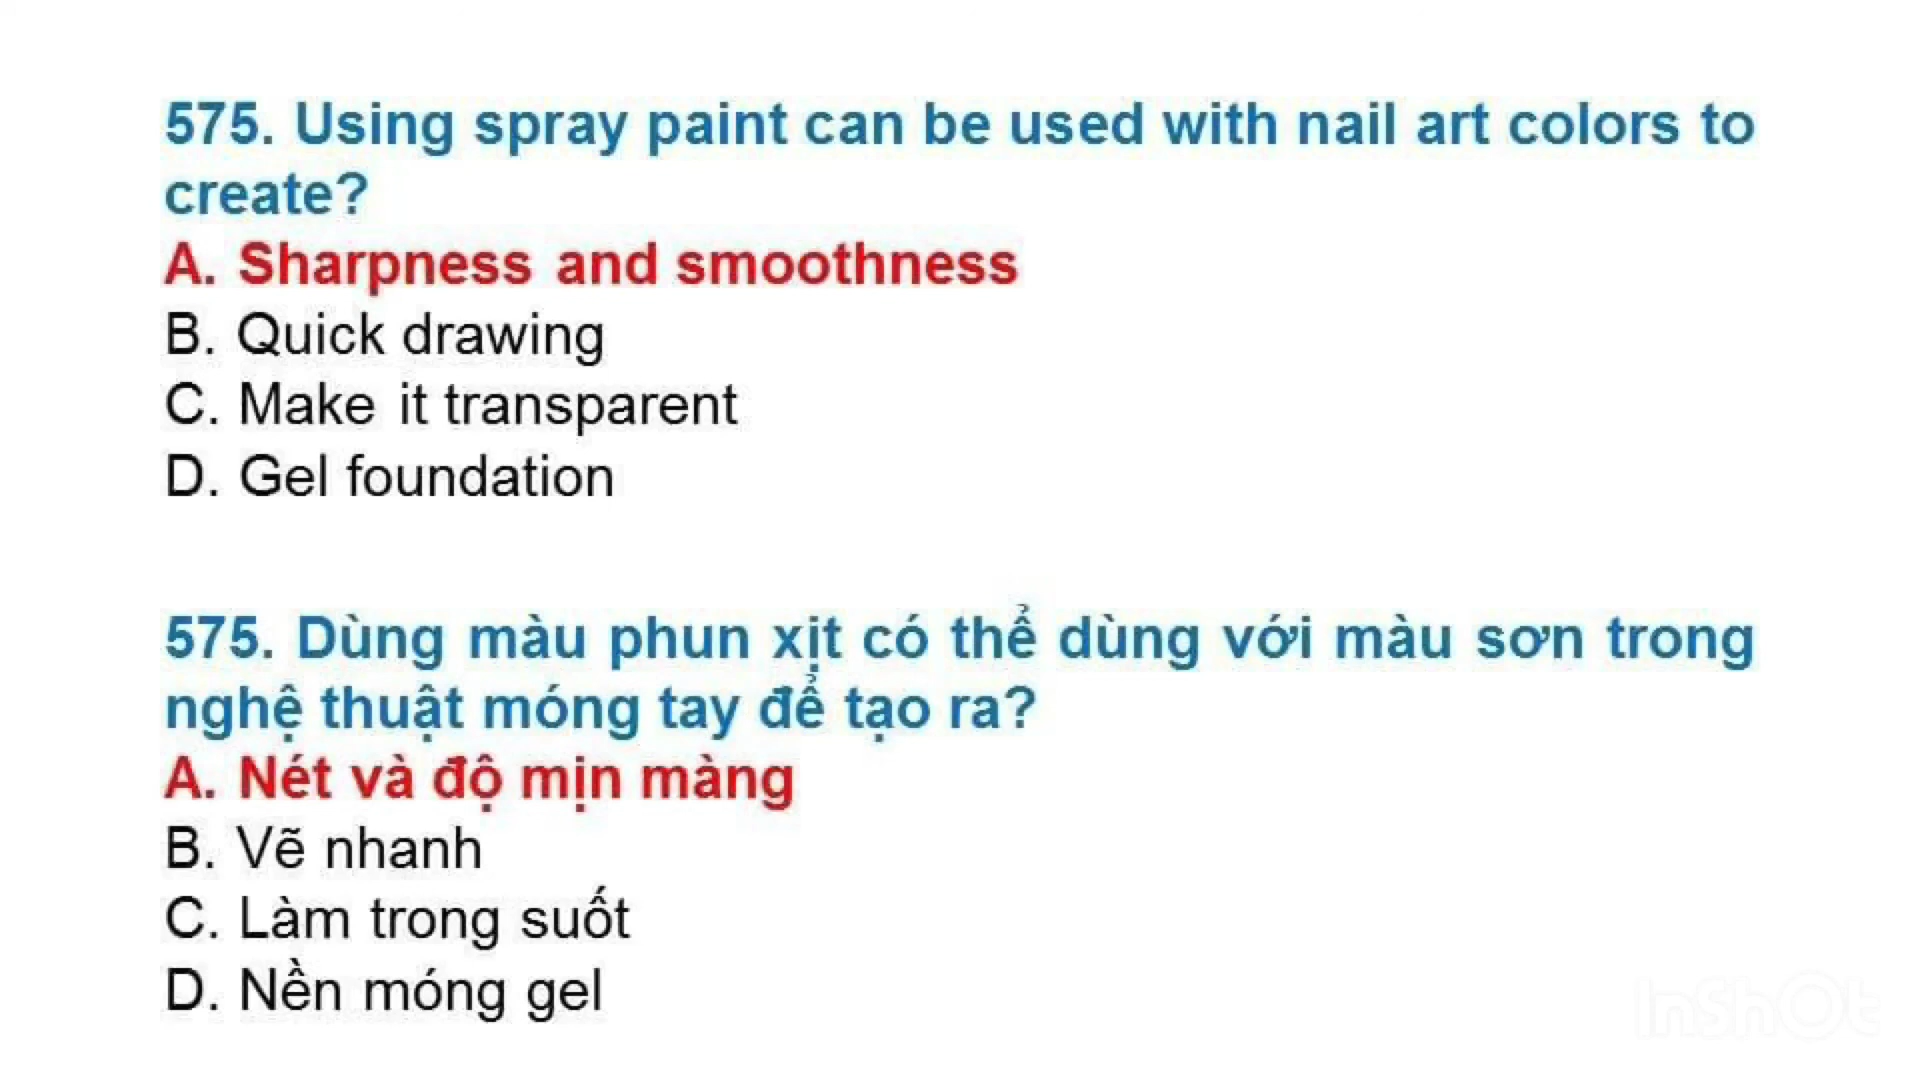 575. Using spray paint can be used with nail art colors to
create?
A. Sharpness and smoothness
B. Quick drawing
C. Make it transparent
D. Gel foundation
575. Dùng màu phun xịt có thể dùng với màu sơn trong
nghệ thuật móng tay để tạo ra?
A. Nét và độ mịn màng
B. Vẽ nhanh
C. Làm trong suốt
D. Nền móng gel
InShOt